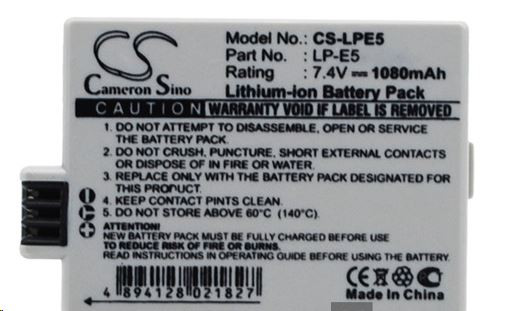 CS
Cameron Sino
Model No.: CS-LPE5
Part No. : LP-E5
Rating : 7.4V 1080mAh
Lithium-ion Battery Pack
CAUTION WARRANTY VOID IF LABEL IS REMOVED
1. DO NOT ATTEMPT TO DISASSEMBLE, OPEN OR SERVICE
THE BATTERY PACK.
2. DO NOT CRUSH, PUNCTURE, SHORT EXTERNAL CONTACTS
OR DISPOSE OF IN FIRE OR WATER.
3. REPLACE ONLY WITH THE BATTERY PACK DESIGNATED FOR
THIS PRODUCT.
4. KEEP CONTACT PINTS CLEAN.
5. DO NOT STORE ABOVE 60°C (140°C).
ATTENTION!
NEW BATTERY PACK MUST BE FULLY CHARGED BEFORE USE
TO REDUCE RISK OF FIRE OR INJURY.
READ INSTRUCTIONS IN OPERATING GUIDE BEFORE USING BATTERY
4 894128 021827
CE
Made In China